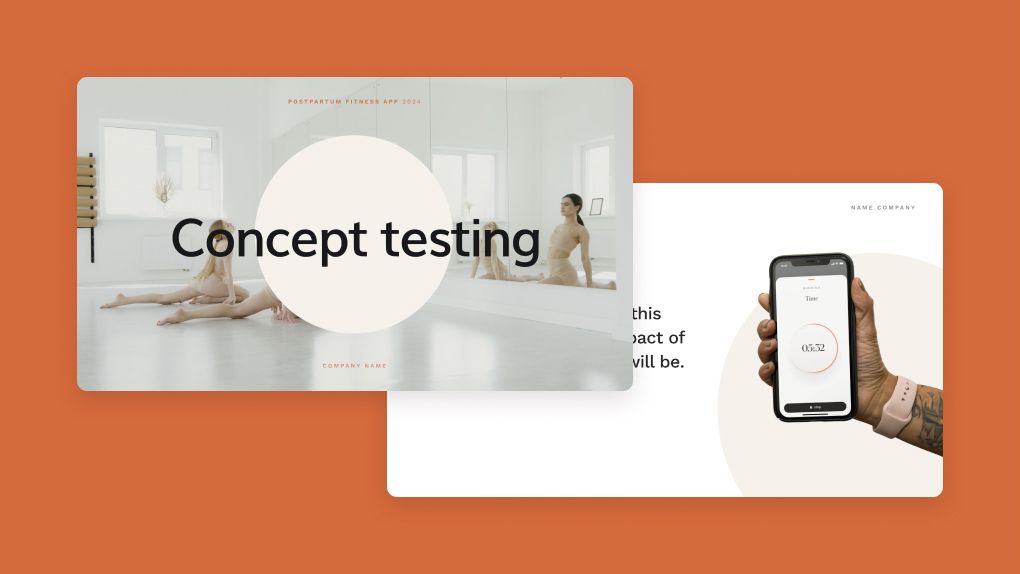 POSTPARTUM FITNESS APP 2024
Concept testing
COMPANY NAME
NAME COMPANY
this
pact of
will be.
Time
05:32